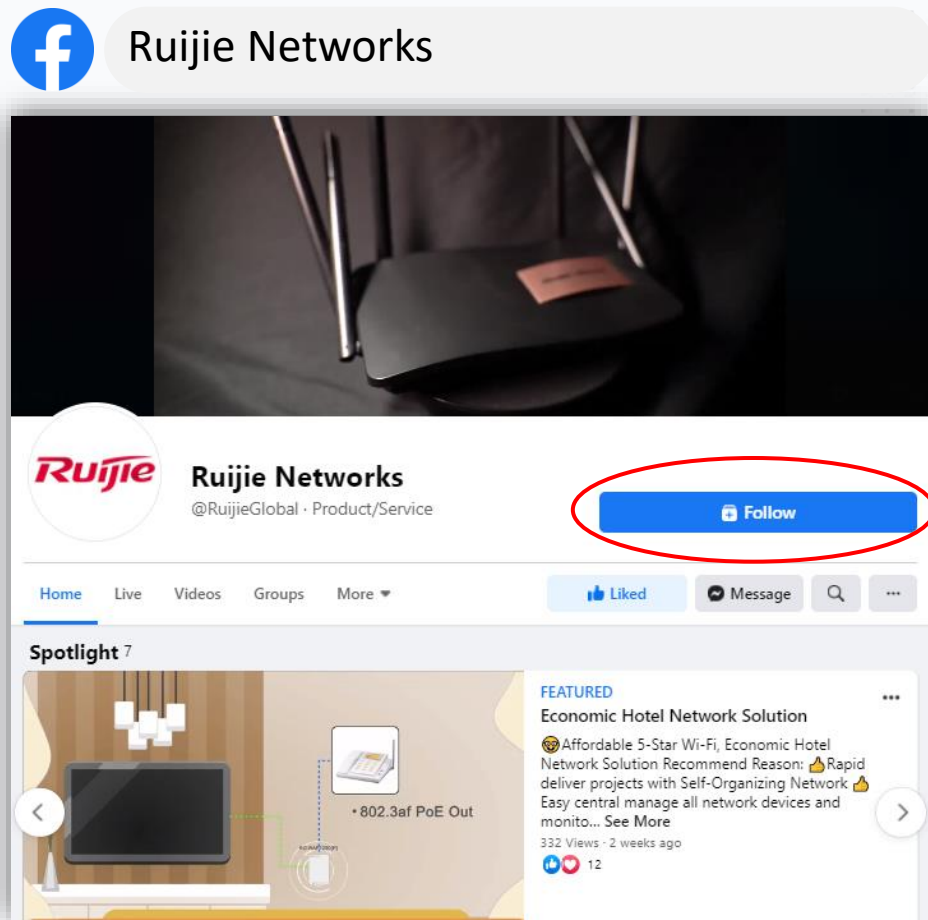 Ruijie Networks
Ruijie
Ruijie Networks
@RuijieGlobal · Product/Service
Follow
Home Live Videos Groups More
Liked Message ...
Spotlight 7
• 802.3af PoE Out
FEATURED
...
Economic Hotel Network Solution
🤓Affordable 5-Star Wi-Fi, Economic Hotel
Network Solution Recommend Reason: 👍Rapid
deliver projects with Self-Organizing Network 👍
Easy central manage all network devices and
monito... See More
332 Views · 2 weeks ago
12